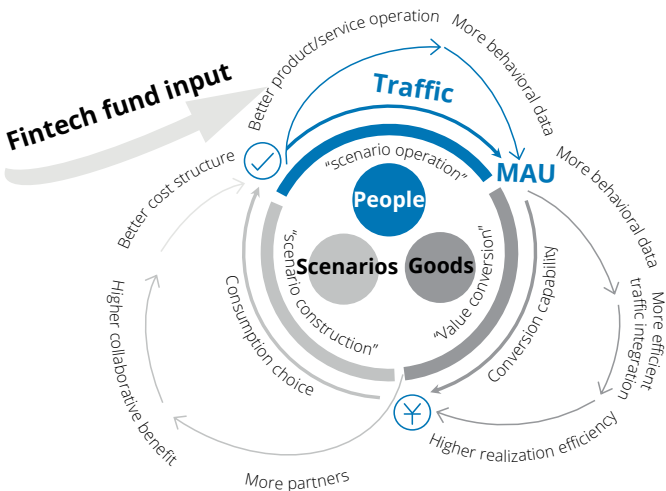 Fintech fund input
Better product/service operation
More behavioral data
Traffic
MAU
"scenario operation"
People
Scenarios
Goods
"scenario construction"
"Value conversion"
More behavioral data
More efficient
traffic integration
Conversion capability
Higher realization efficiency
¥
Consumption choice
More partners
Higher collaborative benefit
Better cost structure